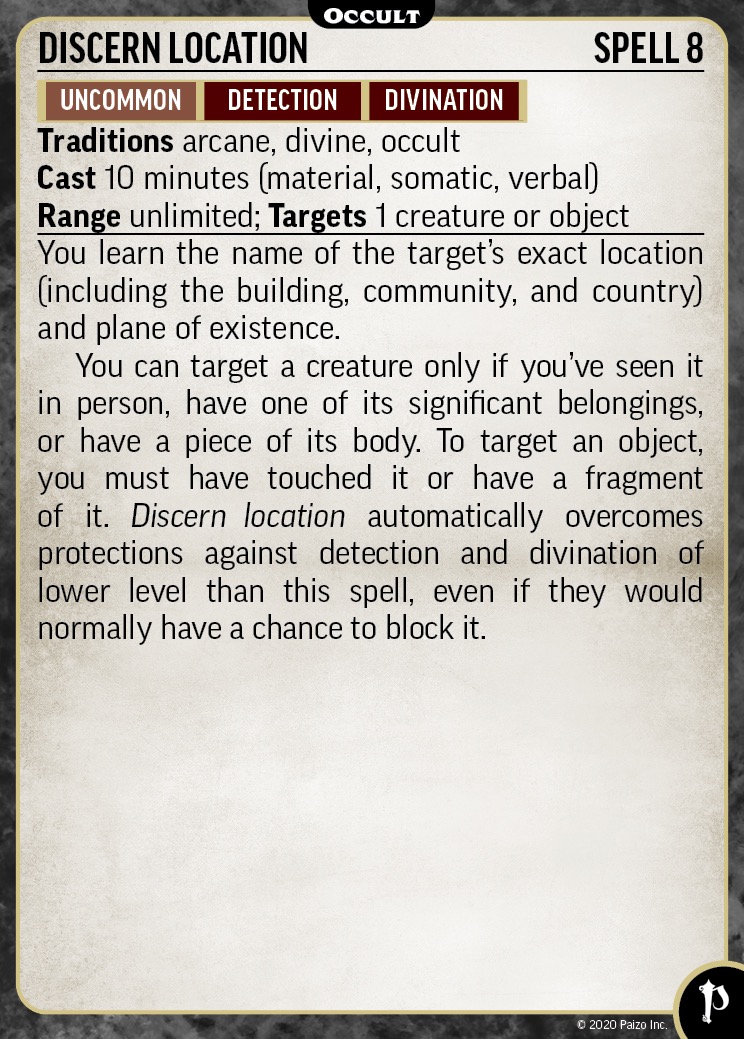 OCCULT
DISCERN LOCATION SPELL 8
UNCOMMON DETECTION DIVINATION
Traditions arcane, divine, occult
Cast 10 minutes (material, somatic, verbal)
Range unlimited; Targets 1 creature or object
You learn the name of the target's exact location
(including the building, community, and country)
and plane of existence.
You can target a creature only if you've seen it
in person, have one of its significant belongings,
or have a piece of its body. To target an object,
you must have touched it or have a fragment
of it. Discern location automatically overcomes
protections against detection and divination of
lower level than this spell, even if they would
normally have a chance to block it.
P
© 2020 Paizo Inc.